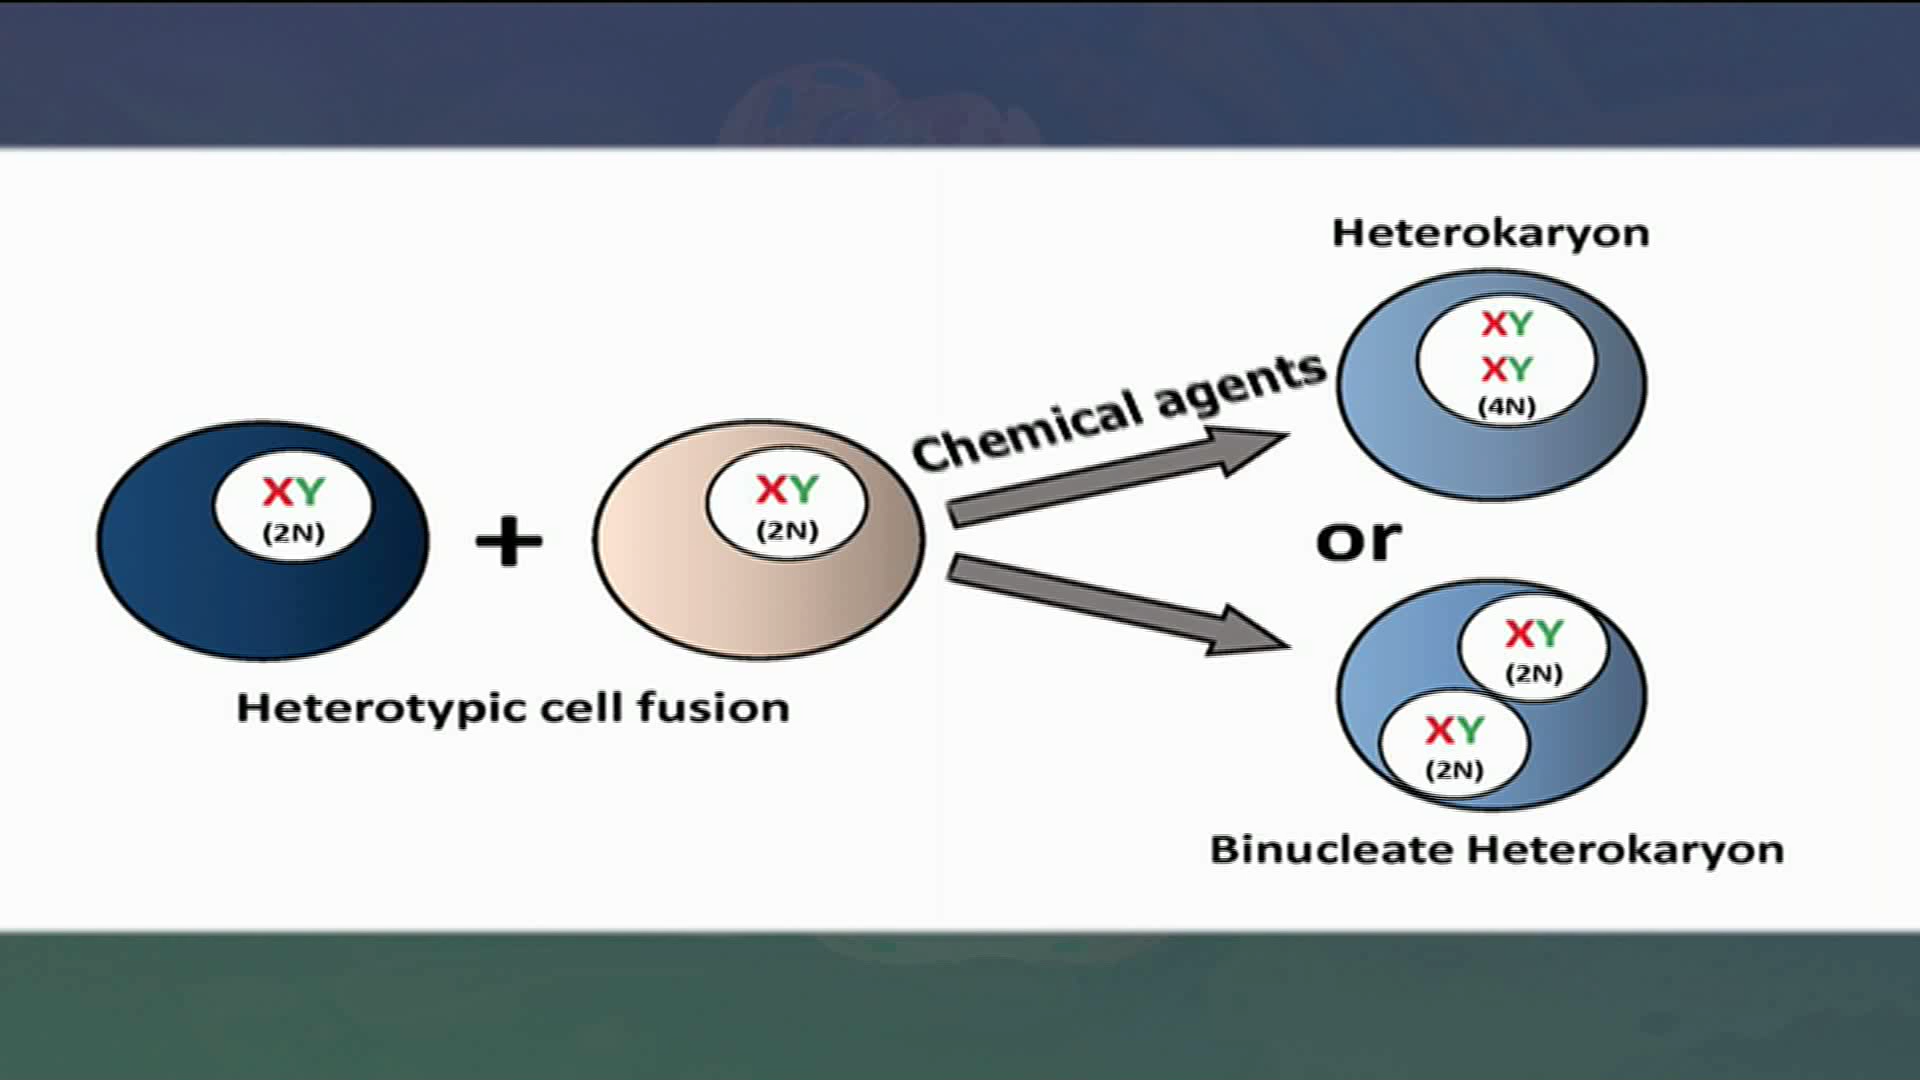 Heterokaryon
XY
XY
(4N)
Chemical agents
XY
(2N)
+
XY
(2N)
or
XY
(2N)
XY
(2N)
Heterotypic cell fusion
Binucleate Heterokaryon